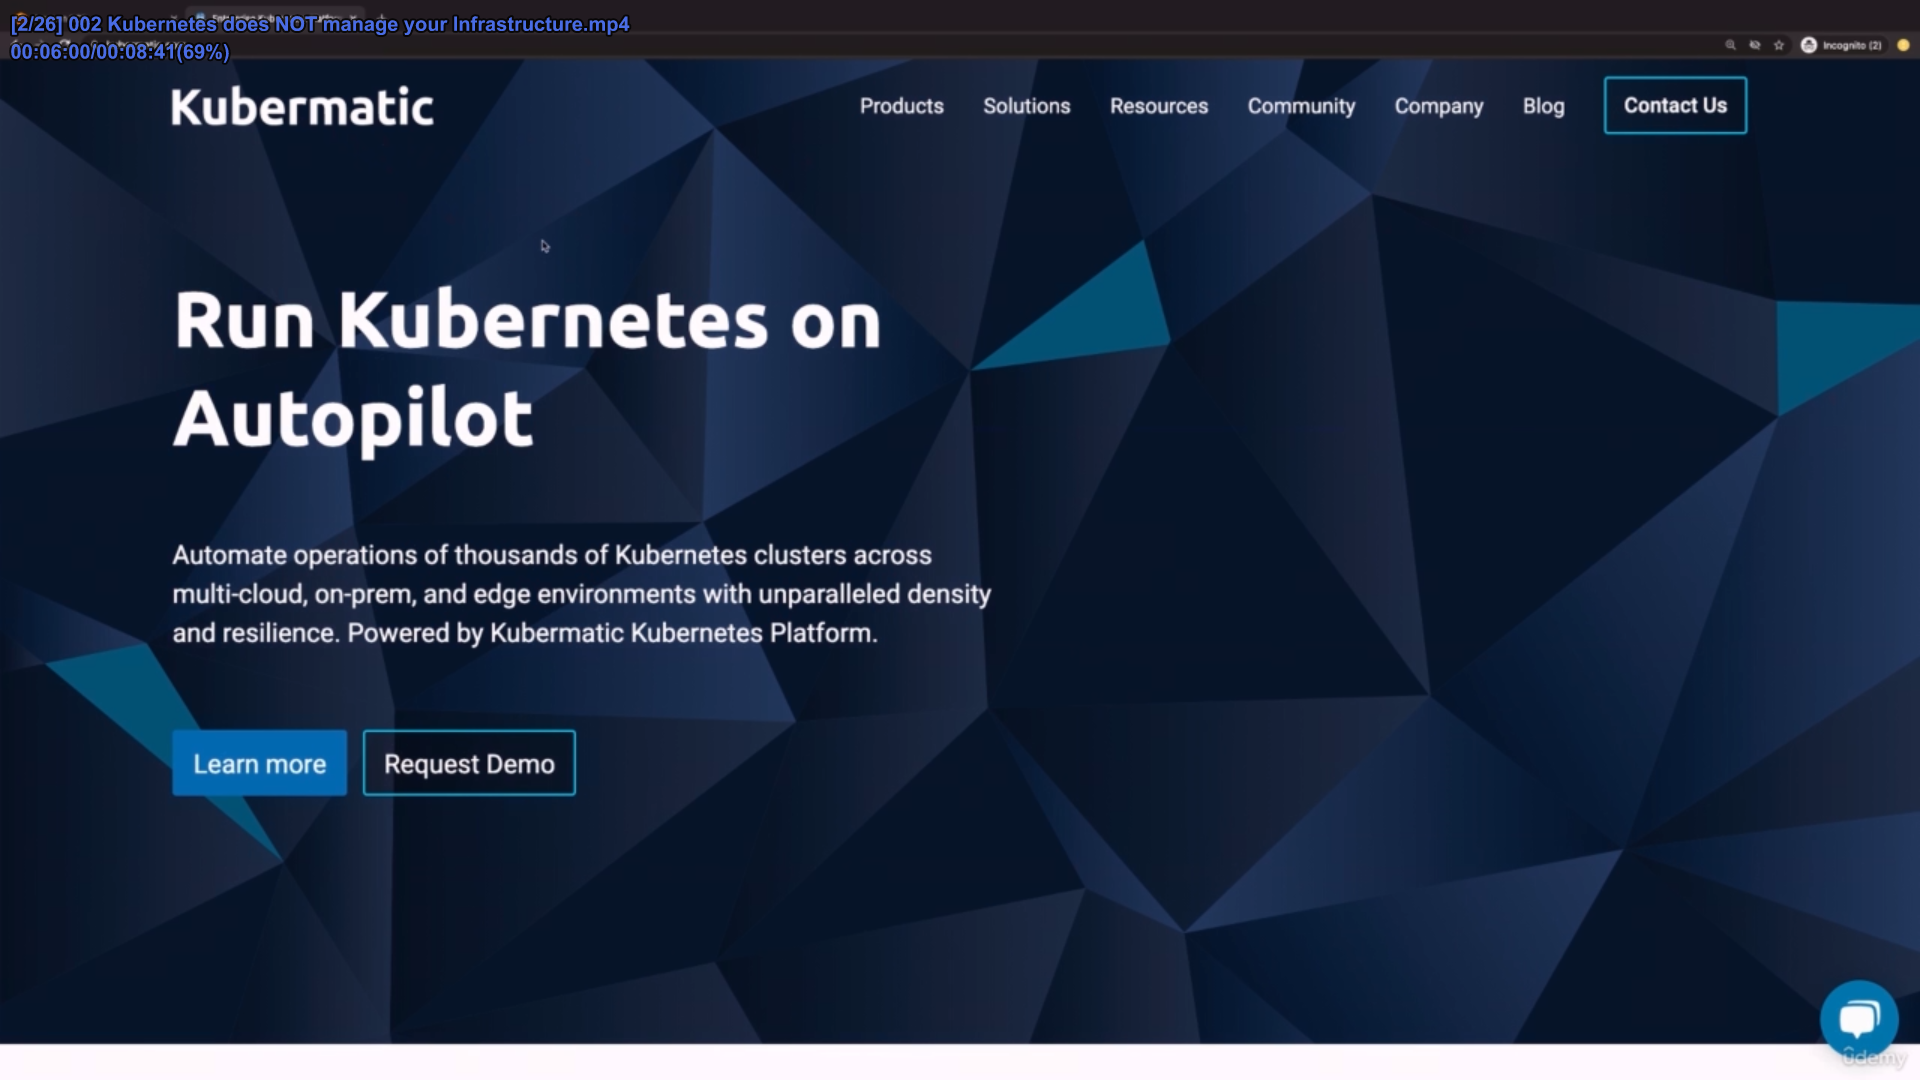 [2/26] 002 Kubernetes does NOT manage your Infrastructure.mp4
00:06:00/00:08:41(69%)
Incognito (2)
Kubermatic
Products
Solutions
Resources
Community
Company
Blog
Contact Us
Run Kubernetes on
Autopilot
Automate operations of thousands of Kubernetes clusters across
multi-cloud, on-prem, and edge environments with unparalleled density
and resilience. Powered by Kubermatic Kubernetes Platform.
Learn more
Request Demo
ûdemy